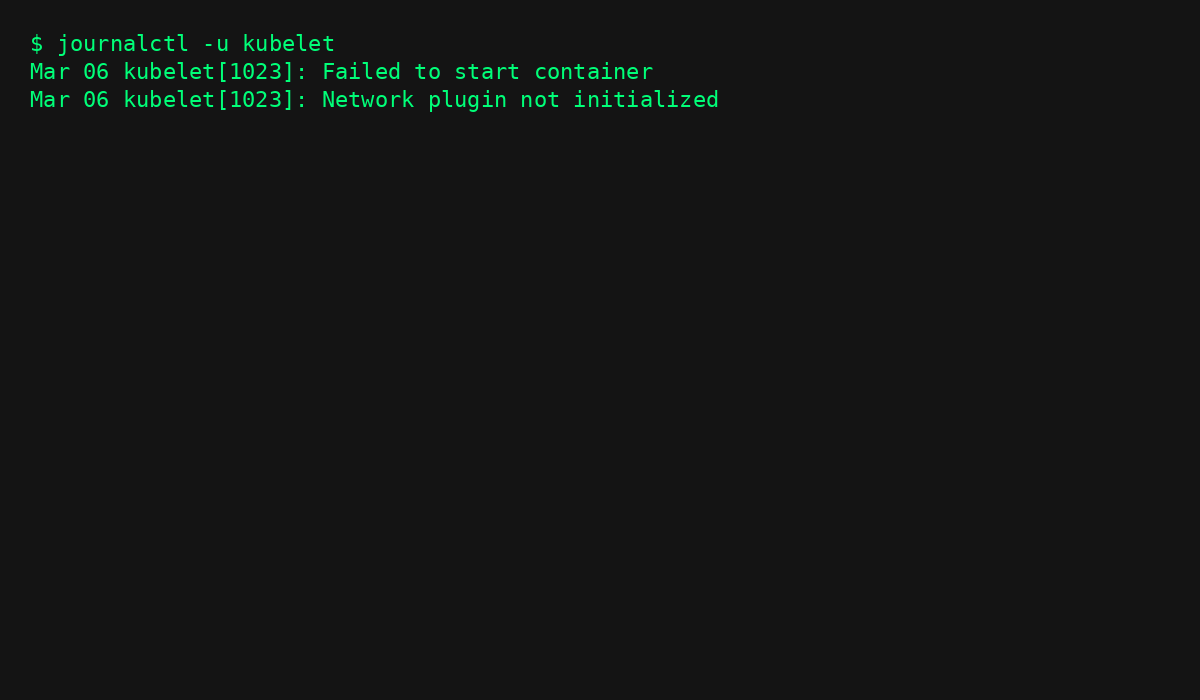 $ journalctl -u kubelet
Mar 06 kubelet[1023]: Failed to start container
Mar 06 kubelet[1023]: Network plugin not initialized